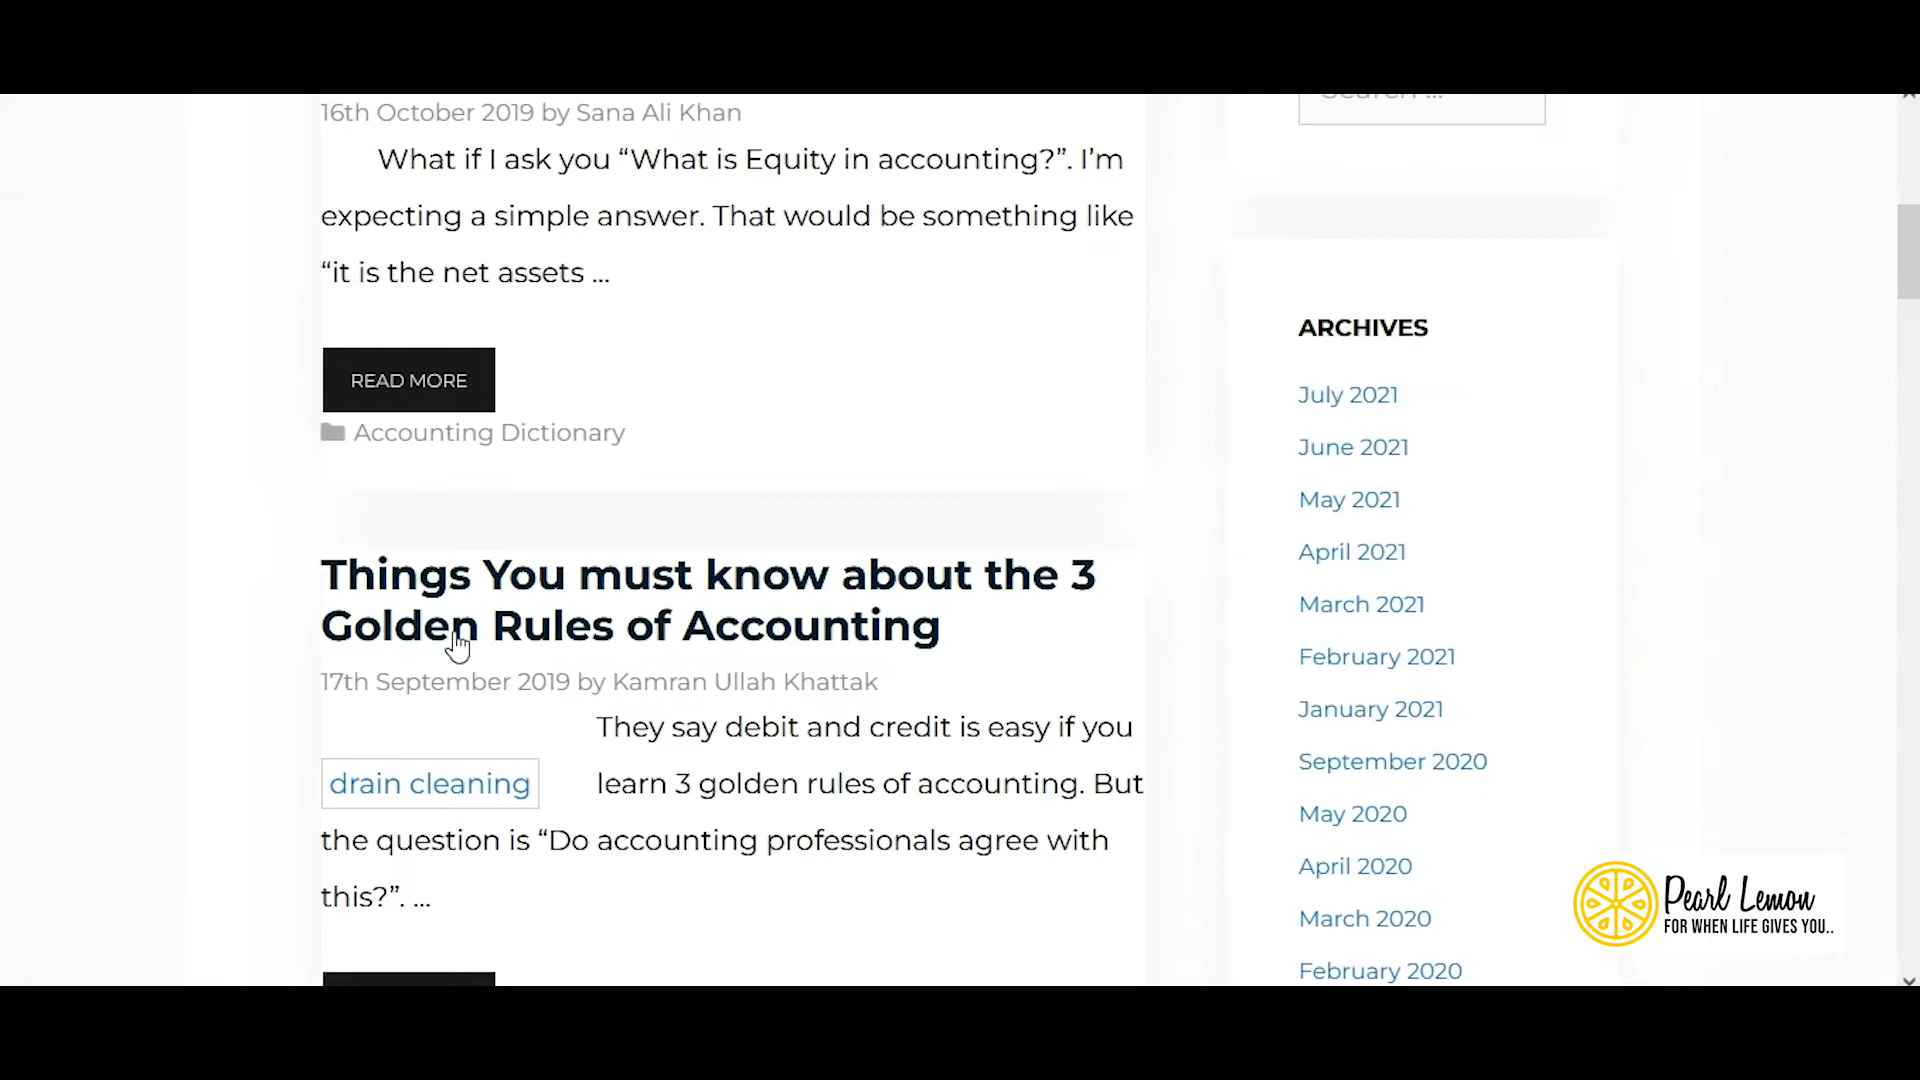 16th October 2019 by Sana Ali Khan
What if I ask you “What is Equity in accounting?”. I’m
expecting a simple answer. That would be something like
“it is the net assets ...
READ MORE
Accounting Dictionary
Things You must know about the 3
Golden Rules of Accounting
17th September 2019 by Kamran Ullah Khattak
They say debit and credit is easy if you
drain cleaning
learn 3 golden rules of accounting. But
the question is “Do accounting professionals agree with
this?”. ...
Search ...
ARCHIVES
July 2021
June 2021
May 2021
April 2021
March 2021
February 2021
January 2021
September 2020
May 2020
April 2020
March 2020
February 2020
Pearl Lemon
FOR WHEN LIFE GIVES YOU..